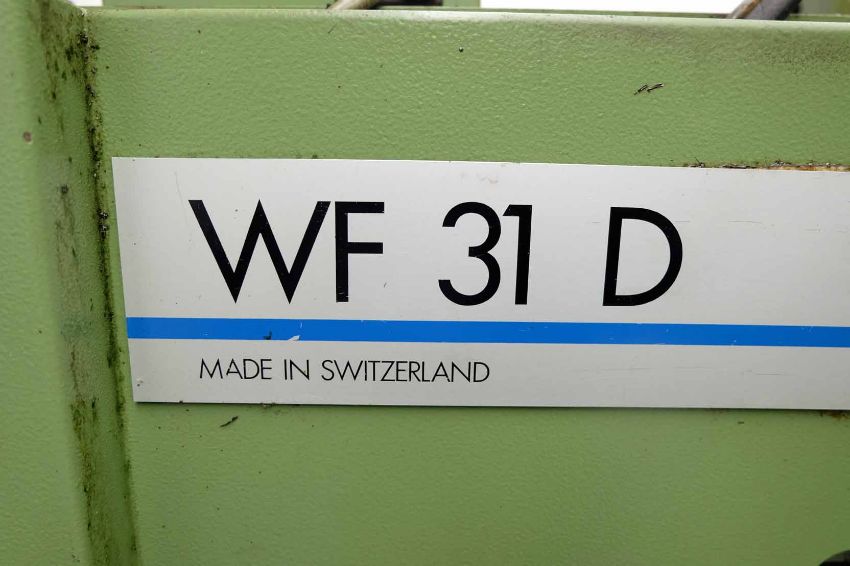 WF 31 D
MADE IN SWITZERLAND